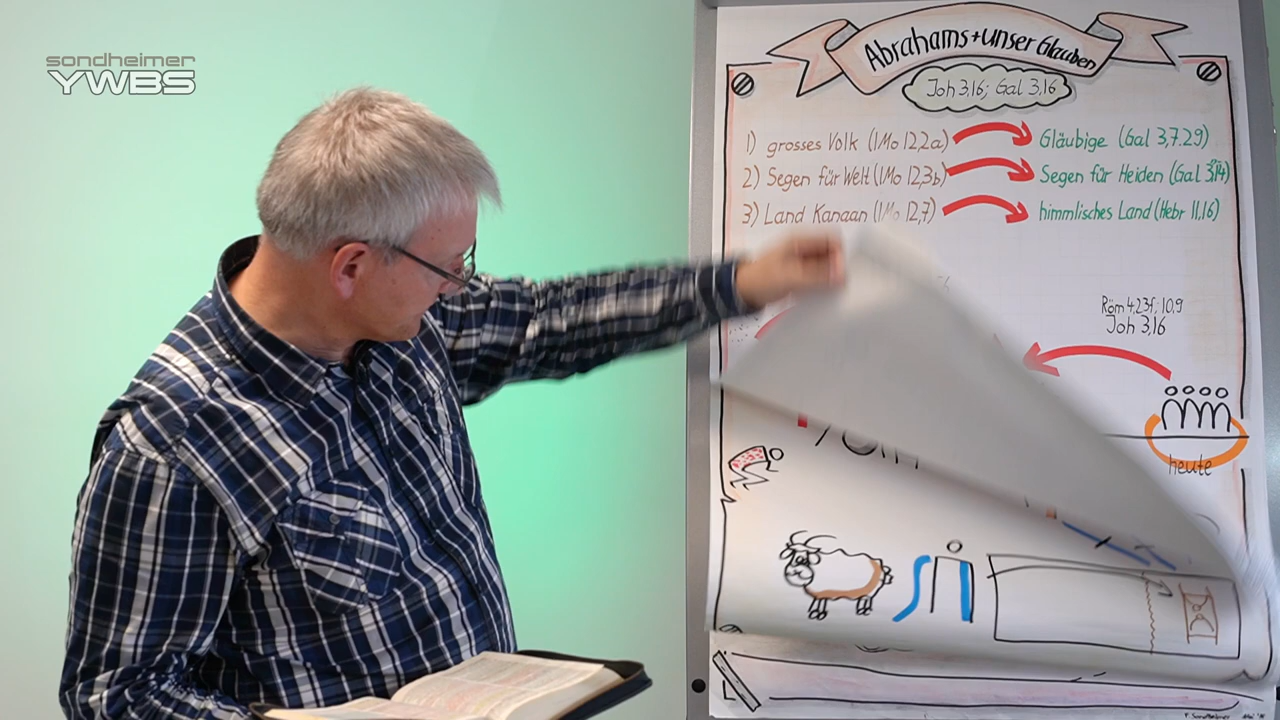 sondheimer
YWBS
Abrahams + unser Glauben
Joh 3,16; Gal 3,16
1) grosses Volk (1Mo 12,2a) Gläubige (Gal 3,7.29)
2) Segen für Welt (1Mo 12,3b) Segen für Heiden (Gal 3,14)
3) Land Kanaan (1Mo 12,7) himmlisches Land (Hebr 11,16)
Röm 4,23f; 10,9
Joh 3,16
heute